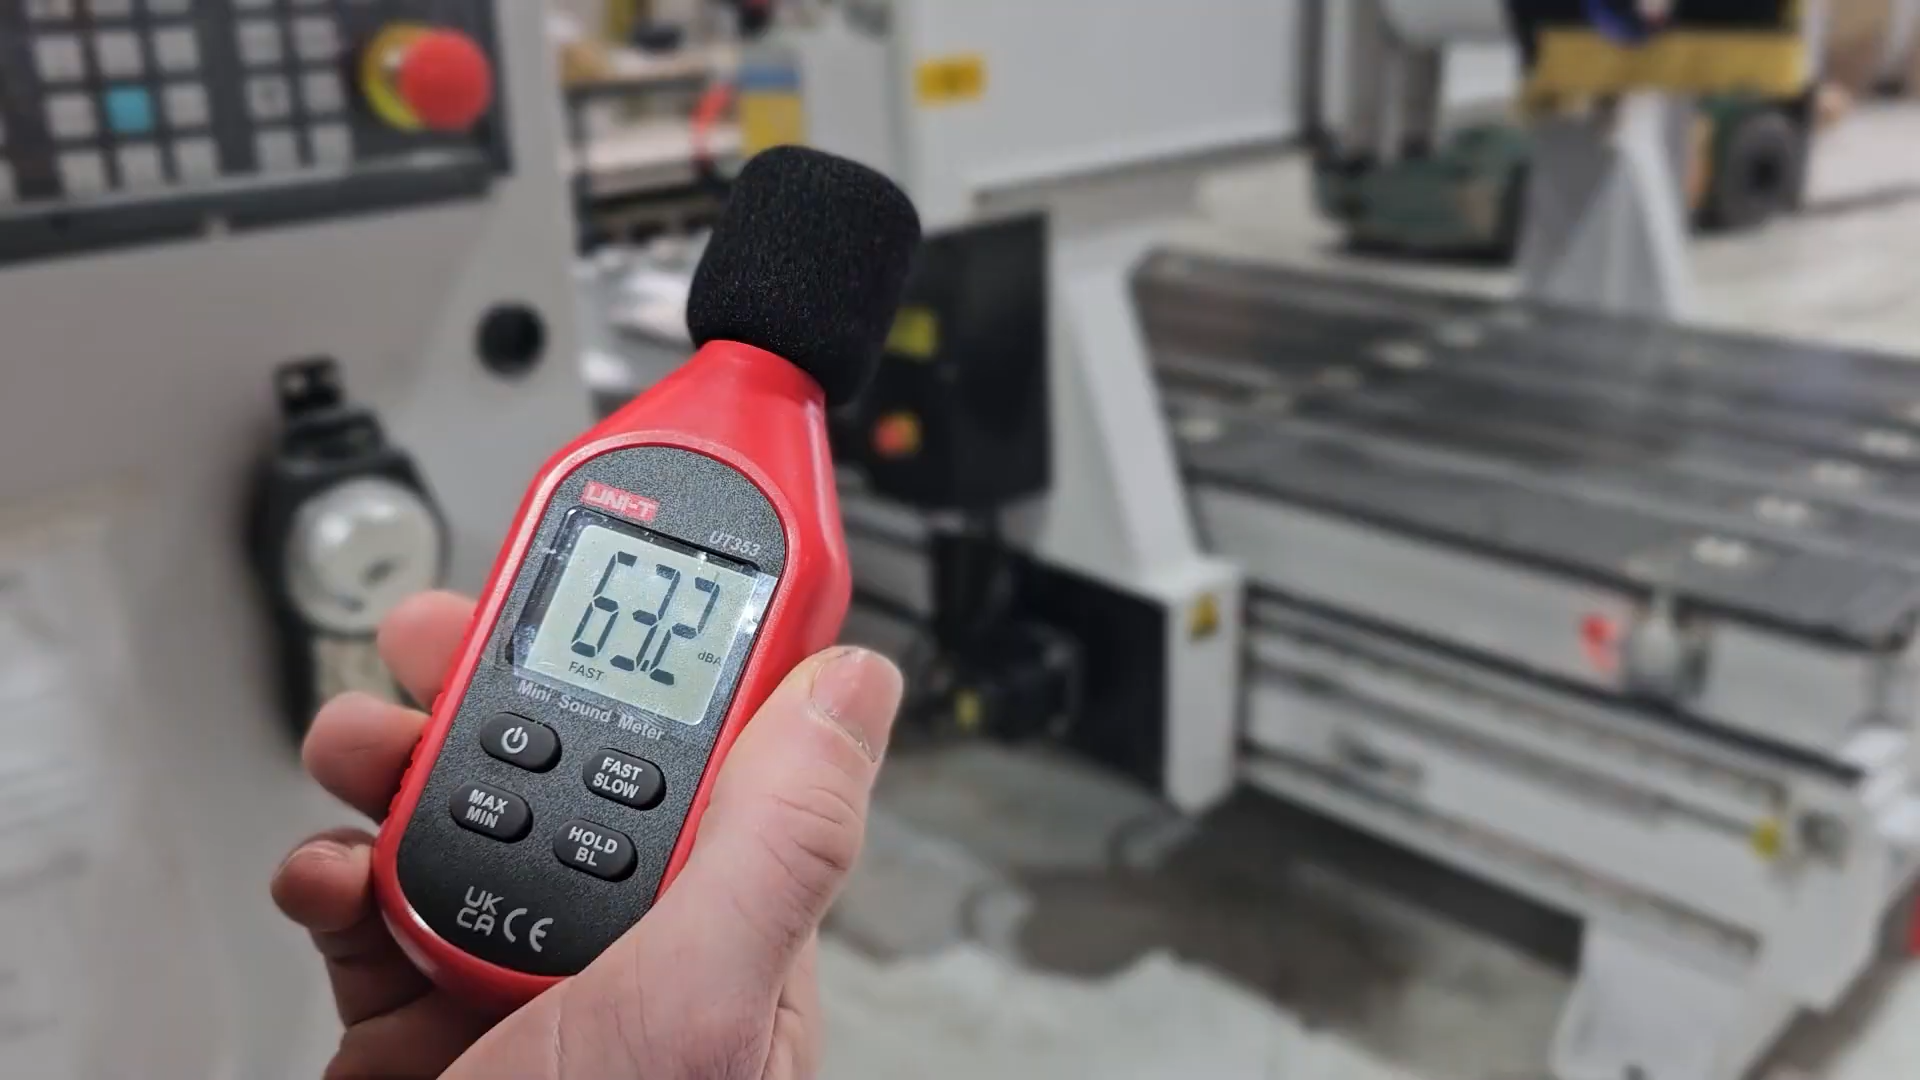 UNI-T
UT353
63.2
dBA
FAST
Mini Sound Meter
FAST
SLOW
MAX
MIN
HOLD
BL
UK
CA CE